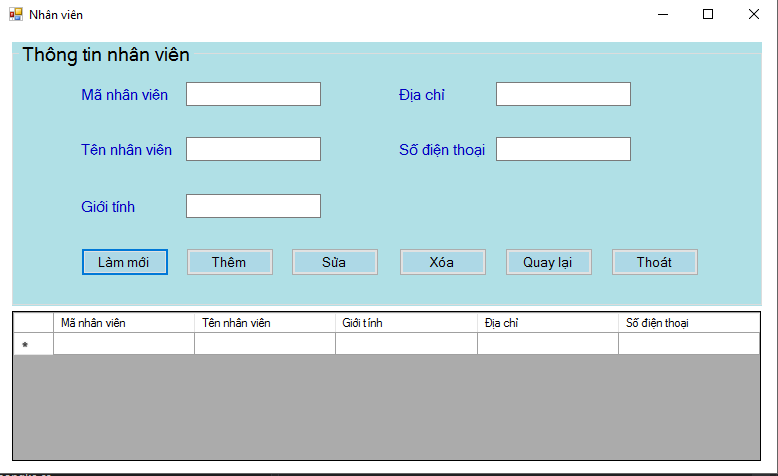 Nhân viên
Thông tin nhân viên
Mã nhân viên
Địa chỉ
Tên nhân viên
Số điện thoại
Giới tính
Làm mới Thêm Sửa Xóa Quay lại Thoát
Mã nhân viên Tên nhân viên Giới tính Địa chỉ Số điện thoại
*